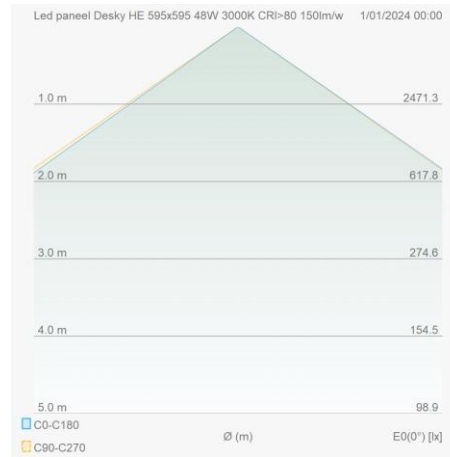 Led paneel Desky HE 595x595 48W 3000K CRI>80 150lm/w 1/01/2024 00:00
1.0 m 2471.3
2.0 m 617.8
3.0 m 274.6
4.0 m 154.5
5.0 m 98.9
C0-C180
Ø (m) E0(0°) [lx]
C90-C270